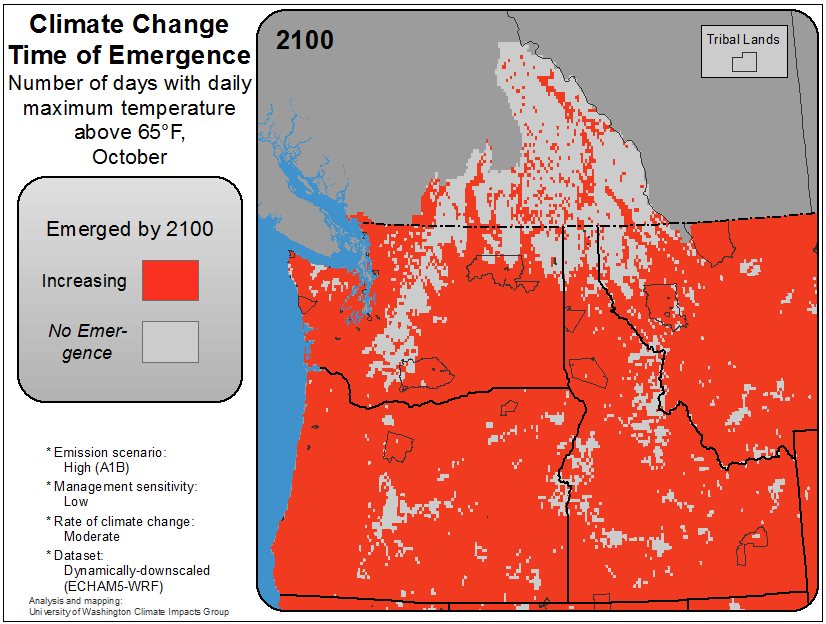 Climate Change
Time of Emergence
Number of days with daily
maximum temperature
above 65°F,
October
Emerged by 2100
Increasing
No Emer-
gence
* Emission scenario:
High (A1B)
* Management sensitivity:
Low
* Rate of climate change:
Moderate
* Dataset:
Dynamically-downscaled
(ECHAM5-WRF)
Analysis and mapping:
University of Washington Climate Impacts Group
2100
Tribal Lands